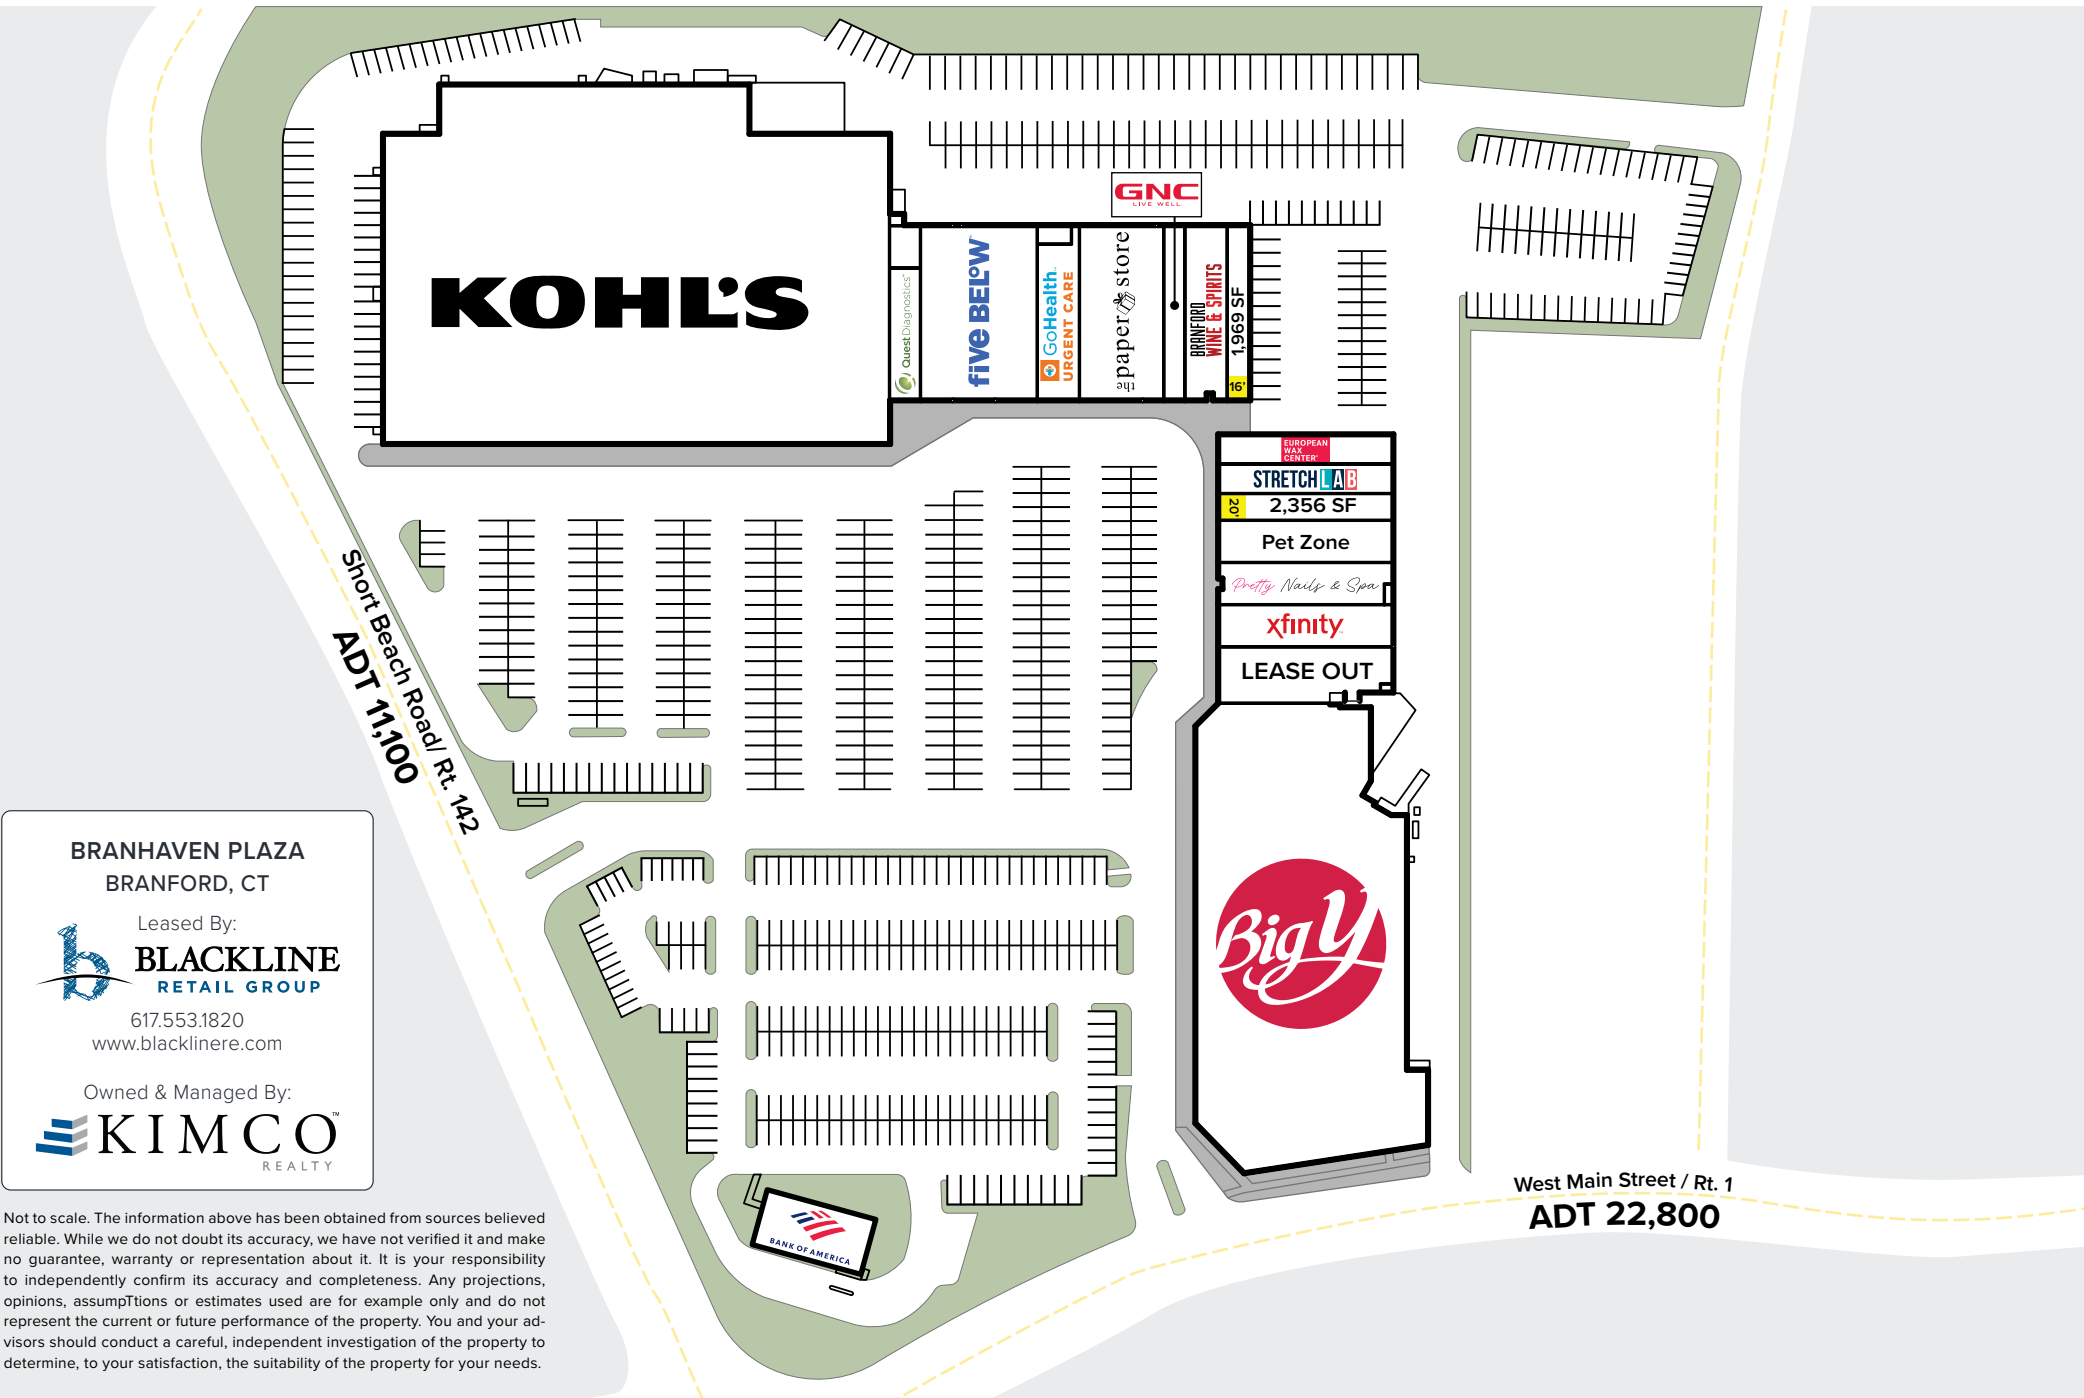 KOHL'S
GNC
LIVE WELL
Quest Diagnostics™
five BELOW
GoHealth
URGENT CARE
the paper store
BRANFORD
WINE & SPIRITS
1,969 SF
16'
EUROPEAN
WAX
CENTER
STRETCH LAB
20'
2,356 SF
Pet Zone
Pretty Nails & Spa
xfinity
LEASE OUT
Big Y
Short Beach Road/ Rt. 142
ADT 11,100
BRANHAVEN PLAZA
BRANFORD, CT
Leased By:
b
BLACKLINE
RETAIL GROUP
617.553.1820
www.blacklinere.com
Owned & Managed By:
KIMCO™
REALTY
BANK OF AMERICA
West Main Street / Rt. 1
ADT 22,800
Not to scale. The information above has been obtained from sources believed
reliable. While we do not doubt its accuracy, we have not verified it and make
no guarantee, warranty or representation about it. It is your responsibility
to independently confirm its accuracy and completeness. Any projections,
opinions, assumpTtions or estimates used are for example only and do not
represent the current or future performance of the property. You and your ad-
visors should conduct a careful, independent investigation of the property to
determine, to your satisfaction, the suitability of the property for your needs.